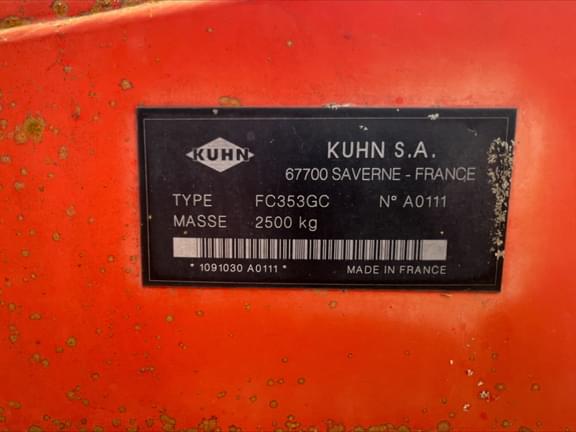 KUHN
KUHN S.A.
67700 SAVERNE - FRANCE
TYPE FC353GC N° A0111
MASSE 2500 kg
* 1091030 A0111 *
MADE IN FRANCE